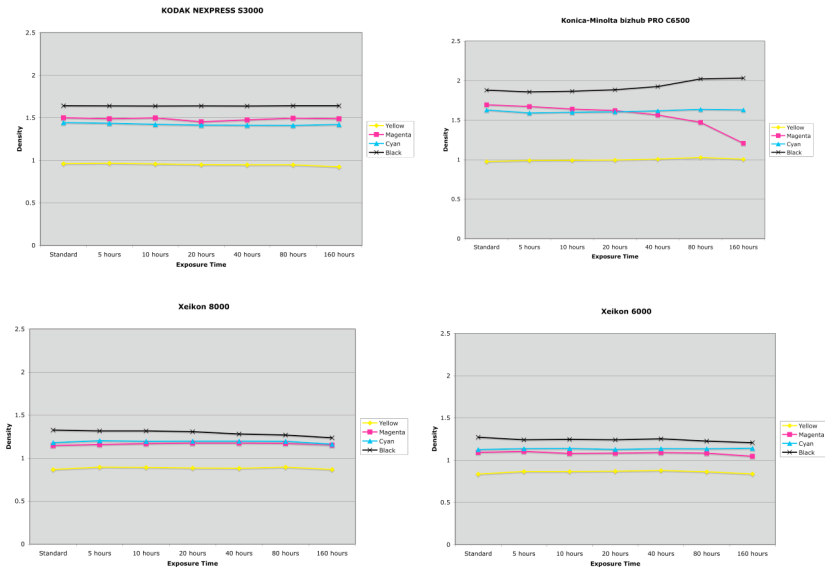 KODAK NEXPRESS S3000
2.5
2
1.5
1
0.5
0
Density
Standard 5 hours 10 hours 20 hours 40 hours 80 hours 160 hours
Exposure Time
Yellow
Magenta
Cyan
Black
Konica-Minolta bizhub PRO C6500
2.5
2
1.5
1
0.5
0
Density
Standard 5 hours 10 hours 20 hours 40 hours 80 hours 160 hours
Exposure Time
Yellow
Magenta
Cyan
Black
Xeikon 8000
2.5
2
1.5
1
0.5
0
Density
Standard 5 hours 10 hours 20 hours 40 hours 80 hours 160 hours
Exposure Time
Yellow
Magenta
Cyan
Black
Xeikon 6000
2.5
2
1.5
1
0.5
0
Density
Standard 5 hours 10 hours 20 hours 40 hours 80 hours 160 hours
Exposure Time
Yellow
Magenta
Cyan
Black